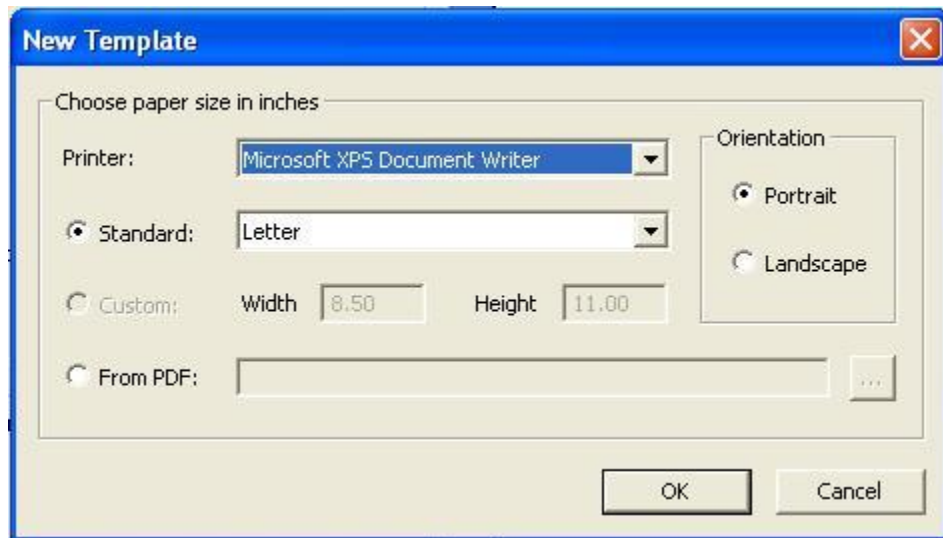 New Template
Choose paper size in inches
Printer: Microsoft XPS Document Writer
Orientation
Portrait
Standard: Letter
Landscape
Custom: Width 8.50 Height 11.00
From PDF: ...
OK Cancel